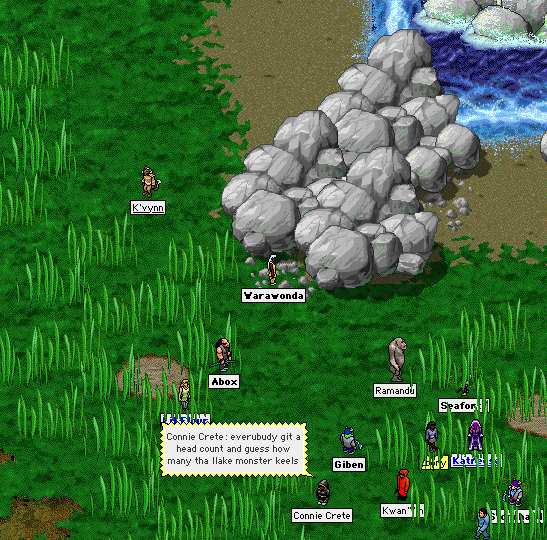 K'vynn
Warawonda
Abox
Ramandu
Seafor
Connie Crete: everubudy git a
head count and guess how
many tha llake monster keels
Giben
Connie Crete
Kwan